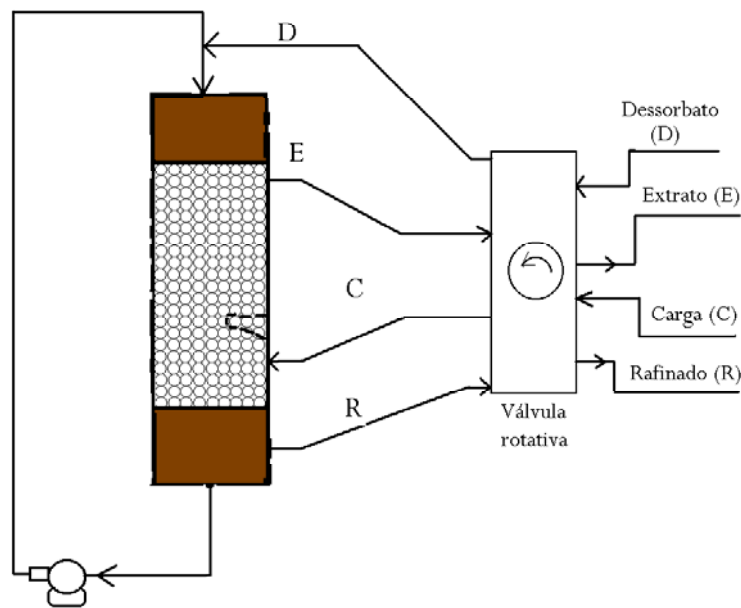 D
E
C
R
Dessorbato
(D)
Extrato (E)
Carga (C)
Rafinado (R)
Válvula
rotativa